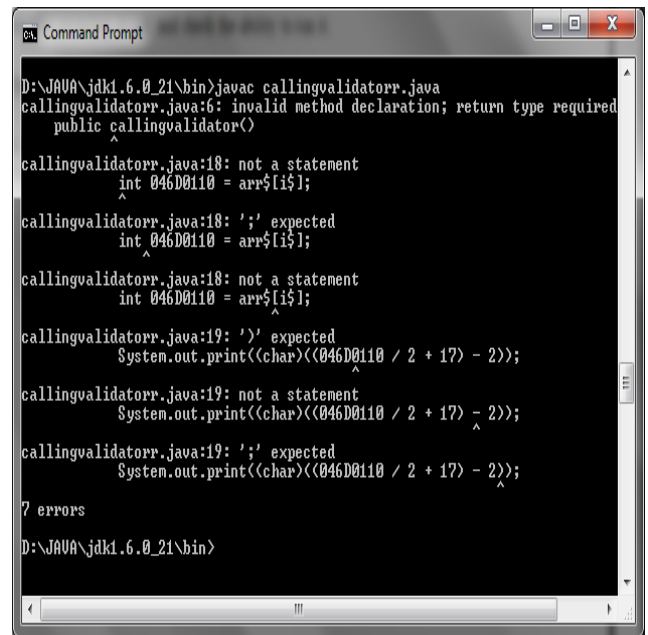 Command Prompt
D:\JAVA\jdk1.6.0_21\bin>javac callingvalidatorr.java
callingvalidatorr.java:6: invalid method declaration; return type required
public callingvalidator()
^
callingvalidatorr.java:18: not a statement
int 046D0110 = arr$[i$];
^
callingvalidatorr.java:18: ';' expected
int 046D0110 = arr$[i$];
^
callingvalidatorr.java:18: not a statement
int 046D0110 = arr$[i$];
^
callingvalidatorr.java:19: ')' expected
System.out.print((char)((046D0110 / 2 + 17) - 2));
^
callingvalidatorr.java:19: not a statement
System.out.print((char)((046D0110 / 2 + 17) - 2));
^
callingvalidatorr.java:19: ';' expected
System.out.print((char)((046D0110 / 2 + 17) - 2));
^
7 errors
D:\JAVA\jdk1.6.0_21\bin>